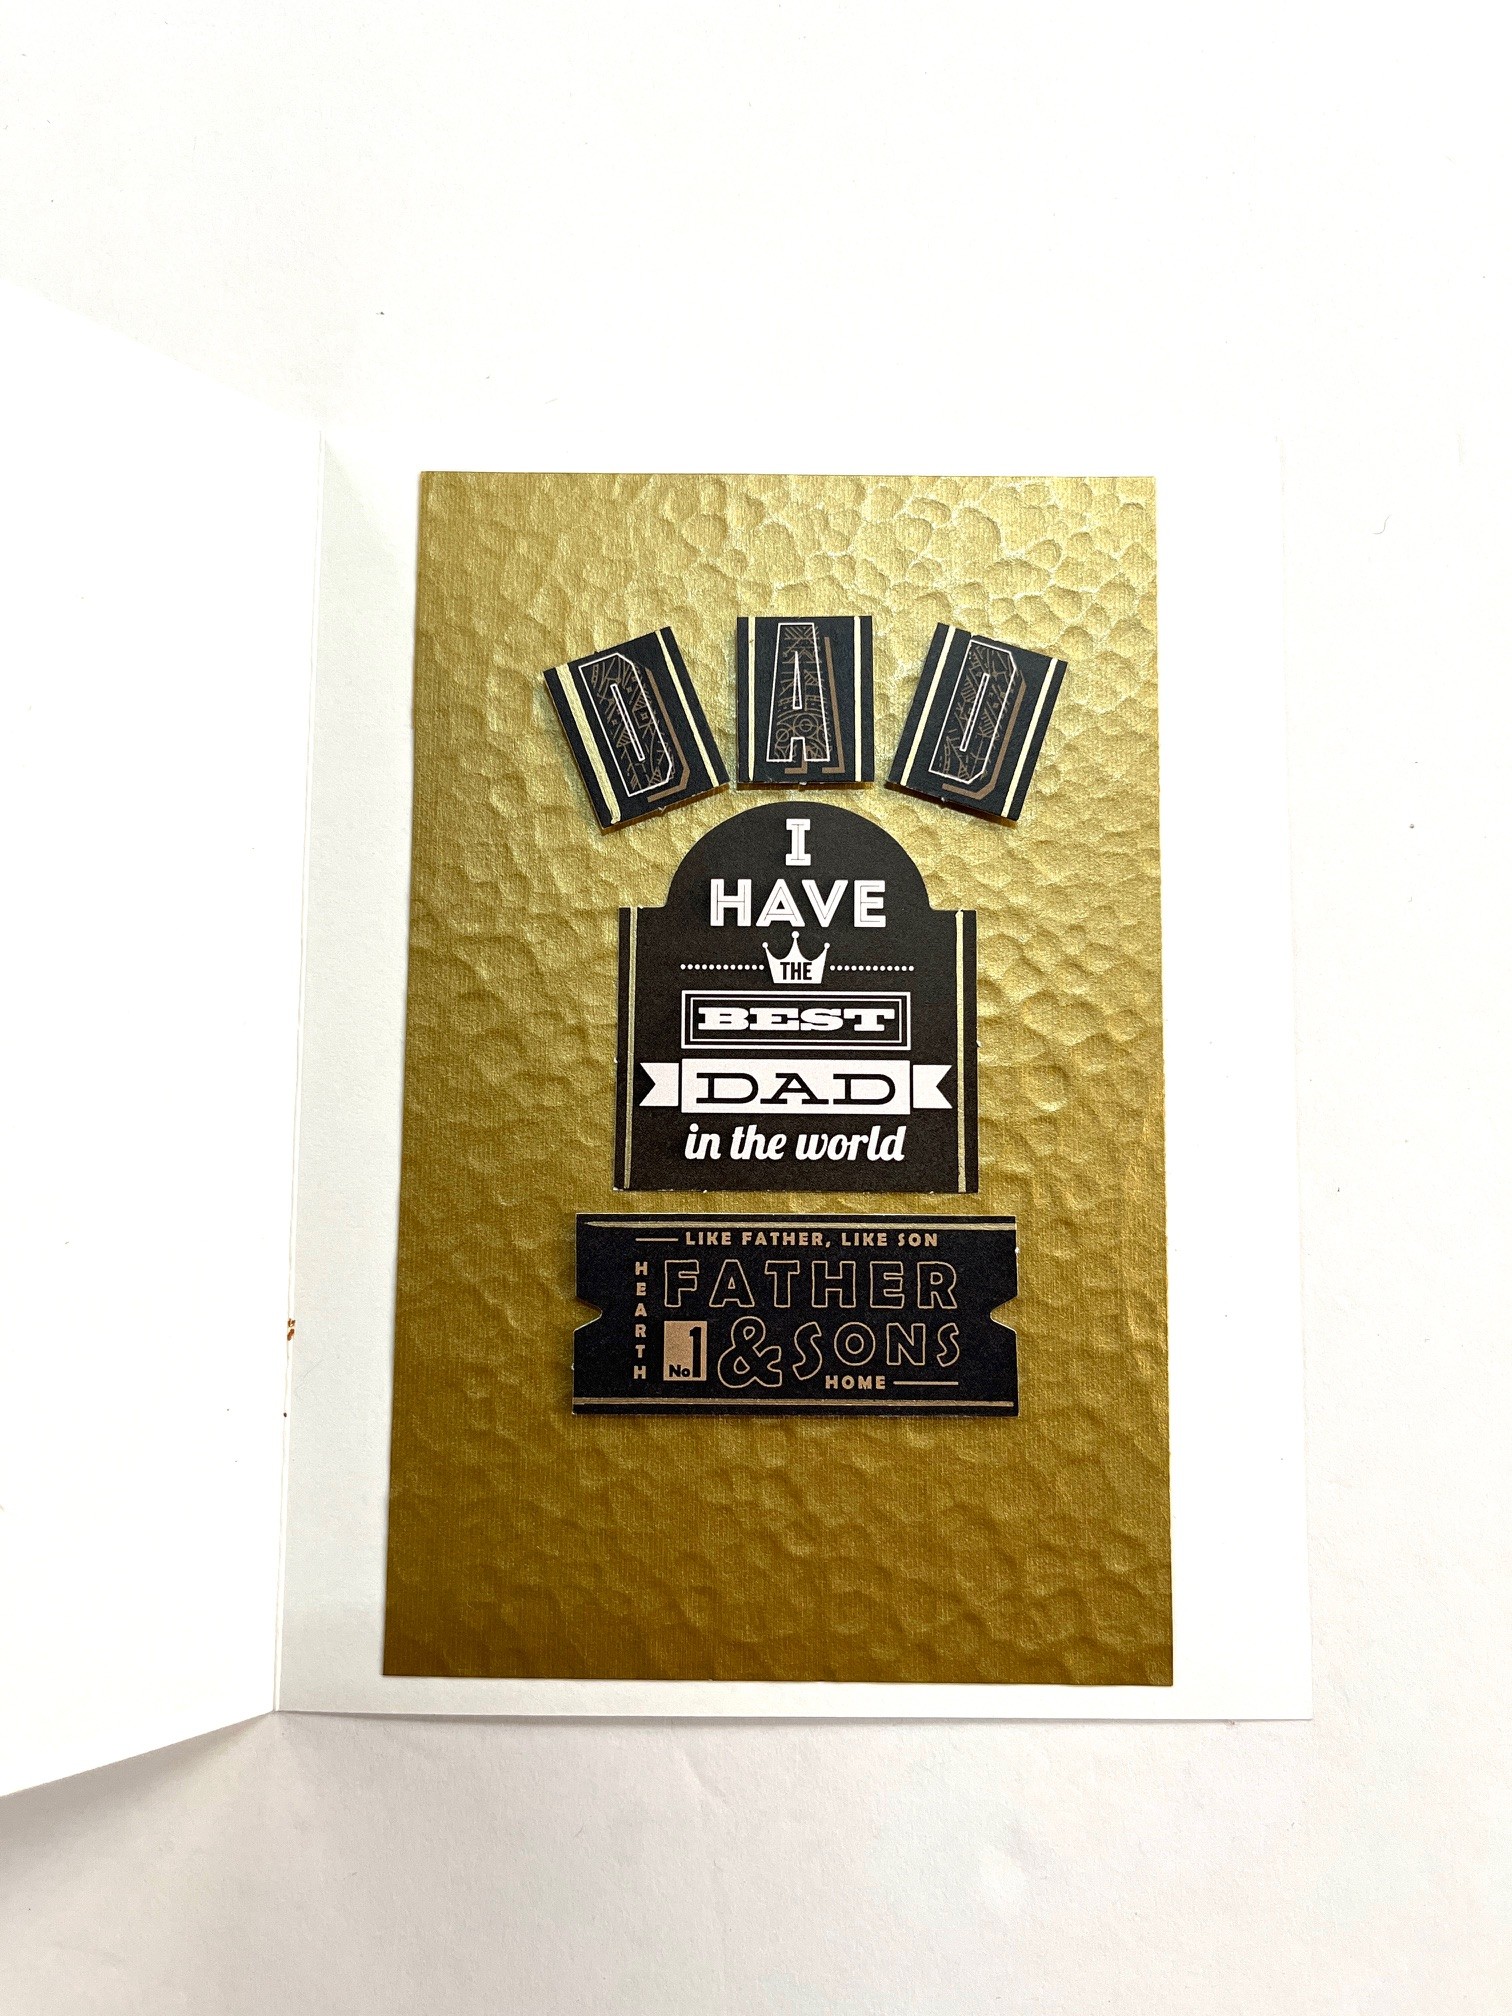 DAD
I
HAVE
THE
BEST
DAD
in the world
LIKE FATHER, LIKE SON
HEARTH
FATHER
No 1
& SONS
HOME